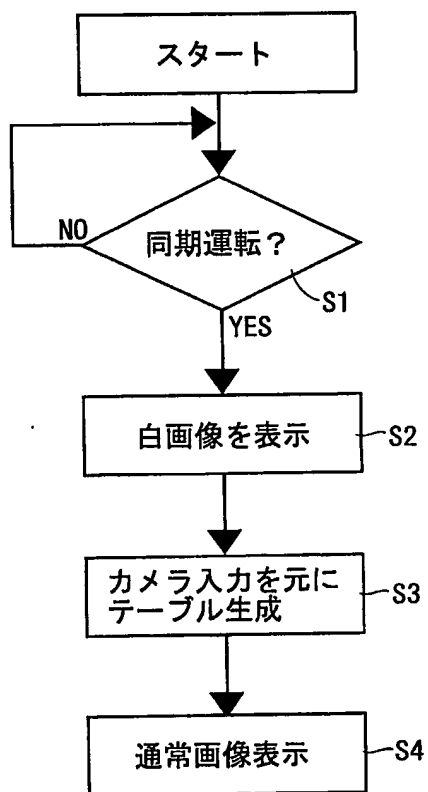 スタート
NO
同期運転?
S1
YES
白画像を表示
S2
カメラ入力を元に
テーブル生成
S3
通常画像表示
S4